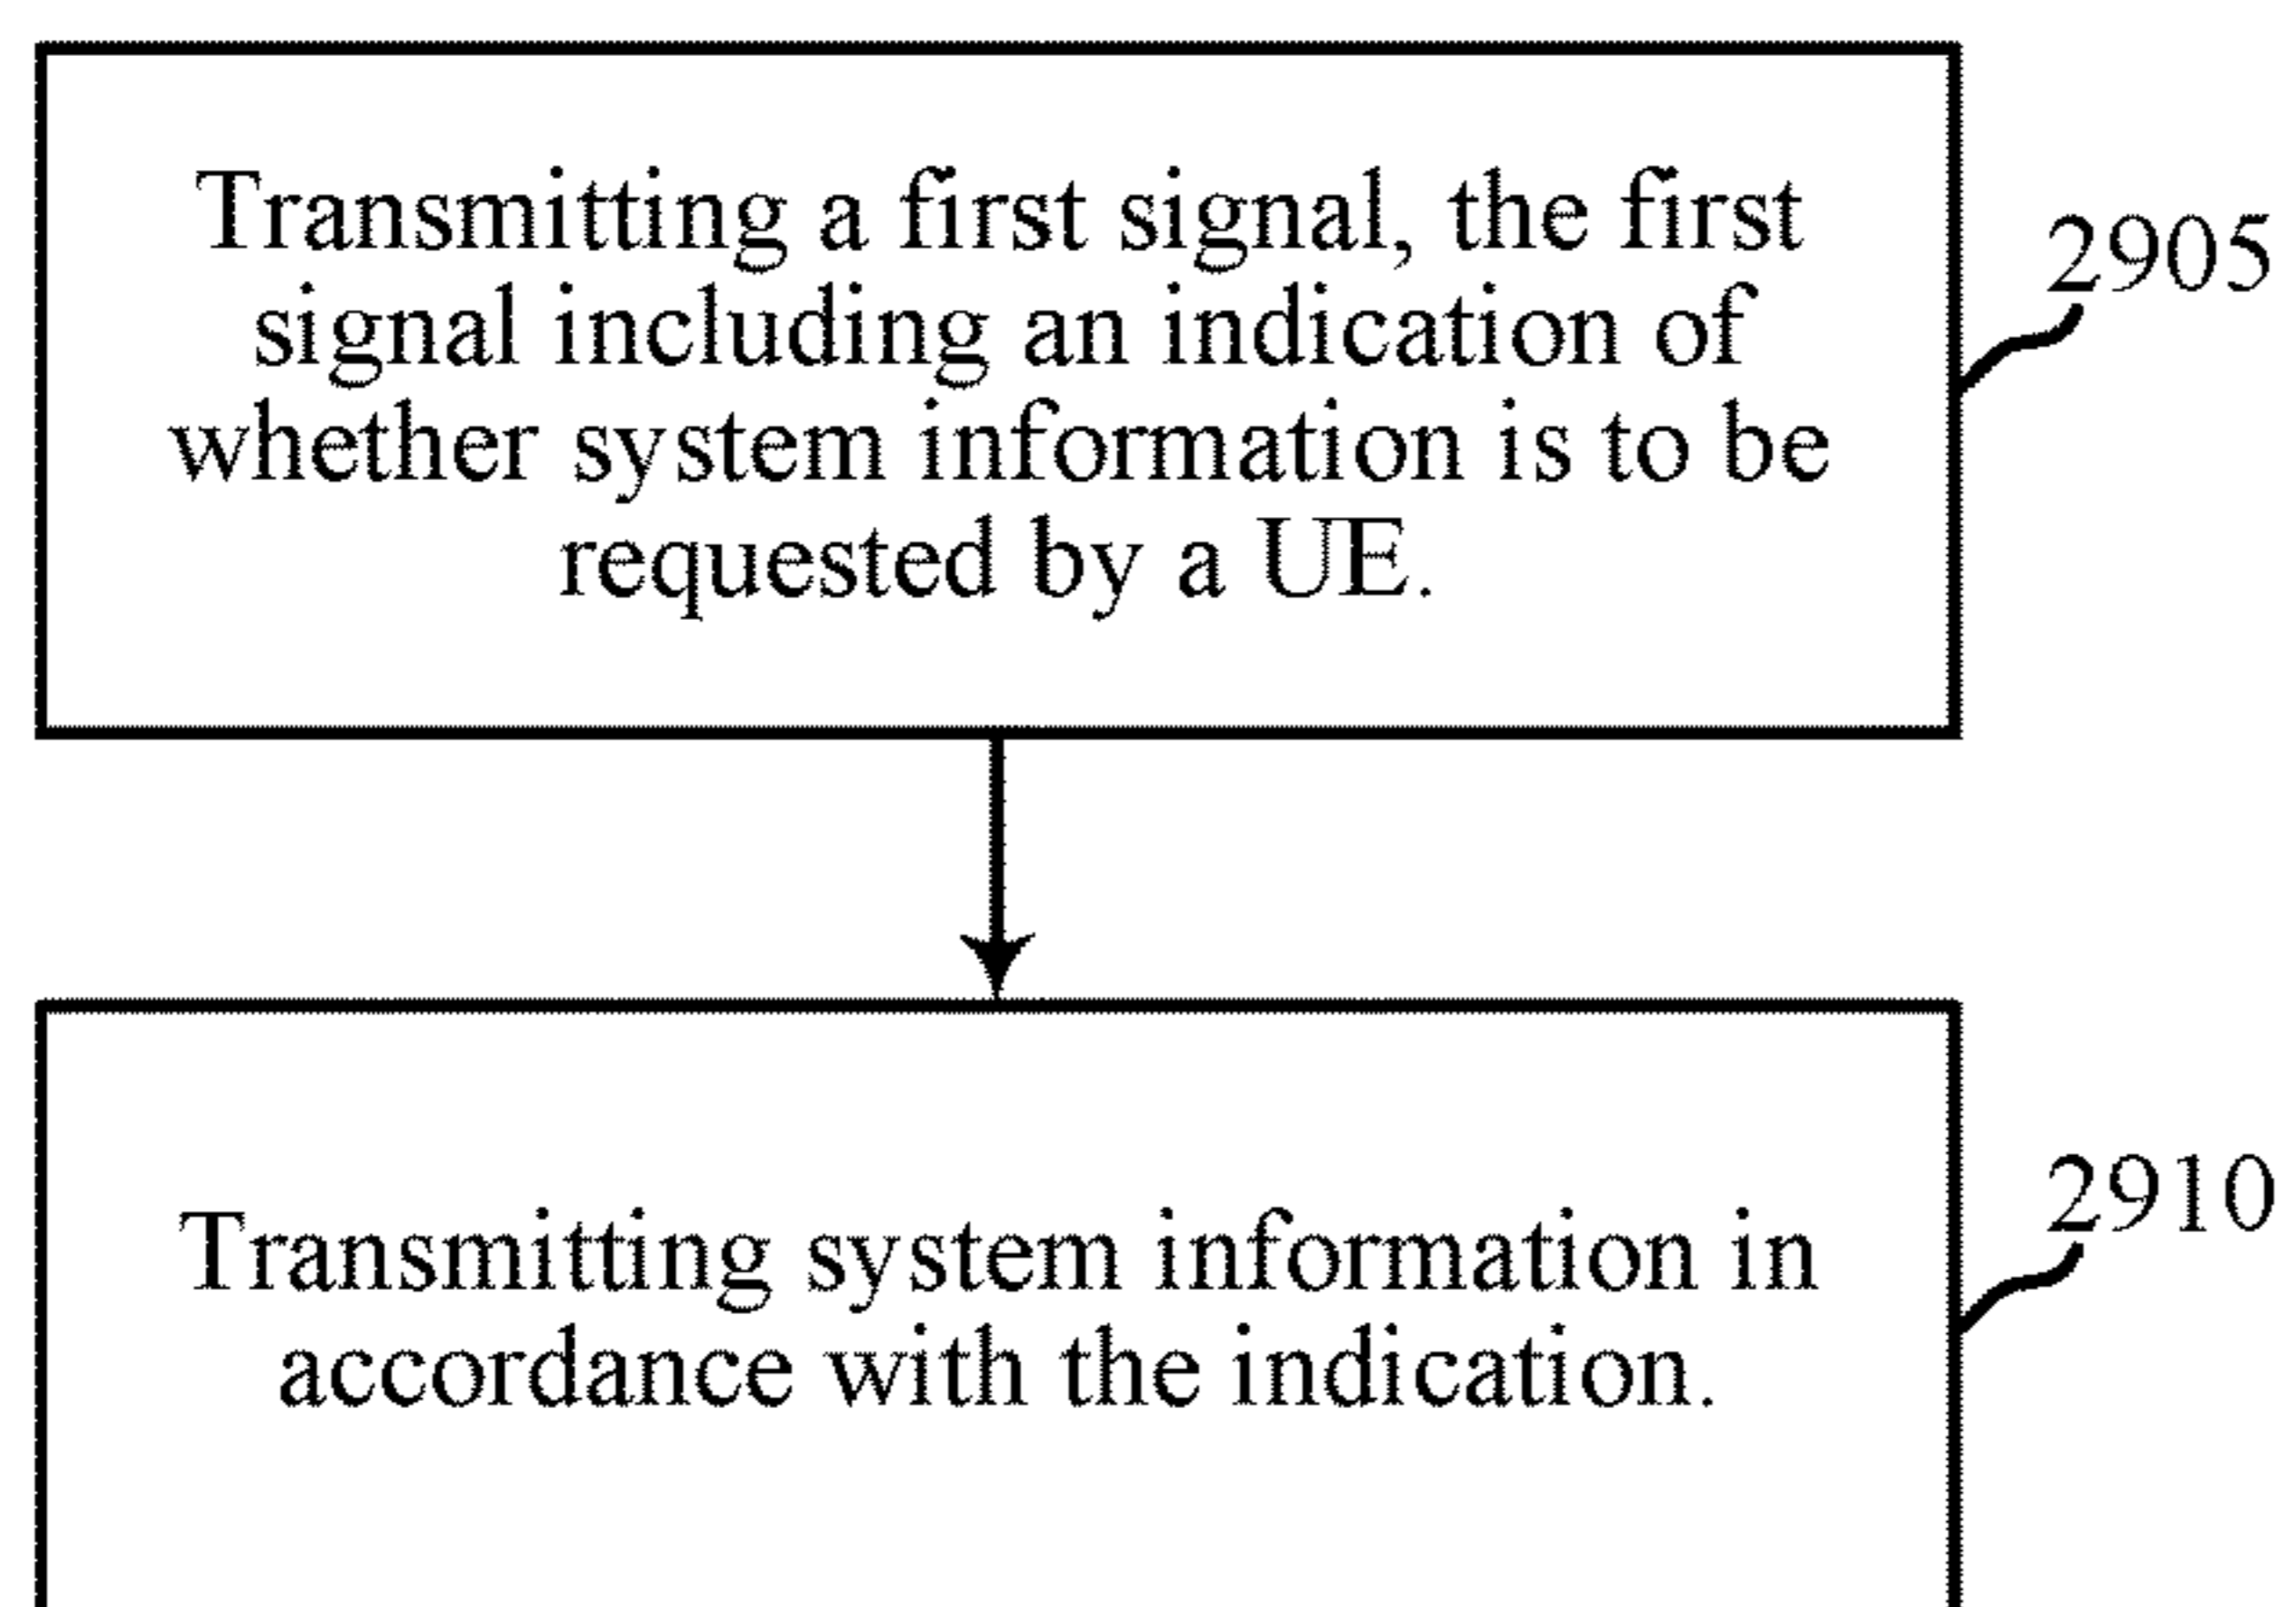 Transmitting a first signal, the first
signal including an indication of
whether system information is to be
requested by a UE.
2905
Transmitting system information in
accordance with the indication.
2910